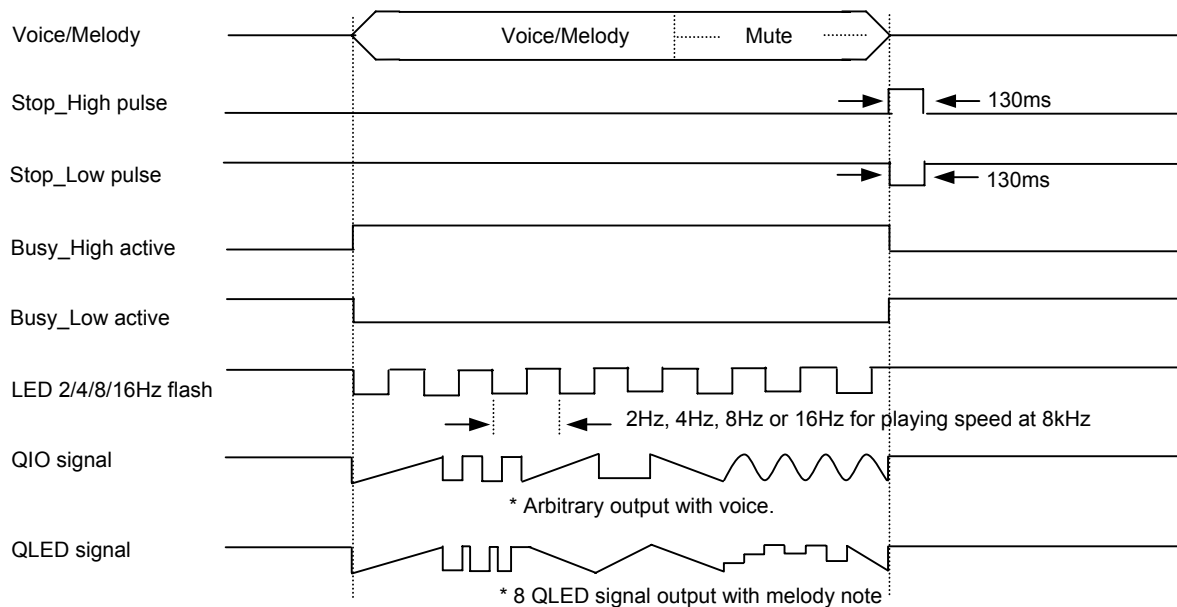 Voice/Melody
Voice/Melody
Mute
Stop_High pulse
130ms
Stop_Low pulse
130ms
Busy_High active
Busy_Low active
LED 2/4/8/16Hz flash
2Hz, 4Hz, 8Hz or 16Hz for playing speed at 8kHz
QIO signal
* Arbitrary output with voice.
QLED signal
* 8 QLED signal output with melody note